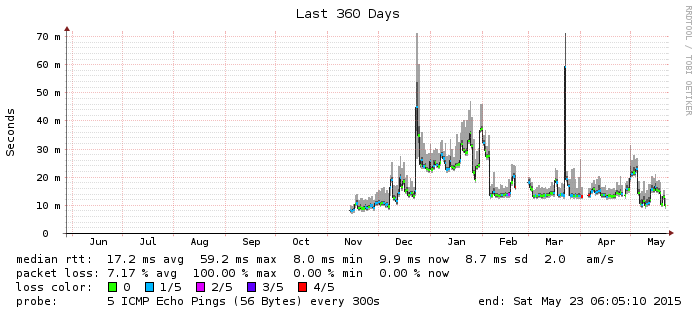 Last 360 Days
RRDTOOL / TOBI OETIKER
Seconds
70 m
60 m
50 m
40 m
30 m
20 m
10 m
0
Jun Jul Aug Sep Oct Nov Dec Jan Feb Mar Apr May
median rtt: 17.2 ms avg 59.2 ms max 8.0 ms min 9.9 ms now 8.7 ms sd 2.0 am/s
packet loss: 7.17 % avg 100.00 % max 0.00 % min 0.00 % now
loss color: 0 1/5 2/5 3/5 4/5
probe: 5 ICMP Echo Pings (56 Bytes) every 300s end: Sat May 23 06:05:10 2015